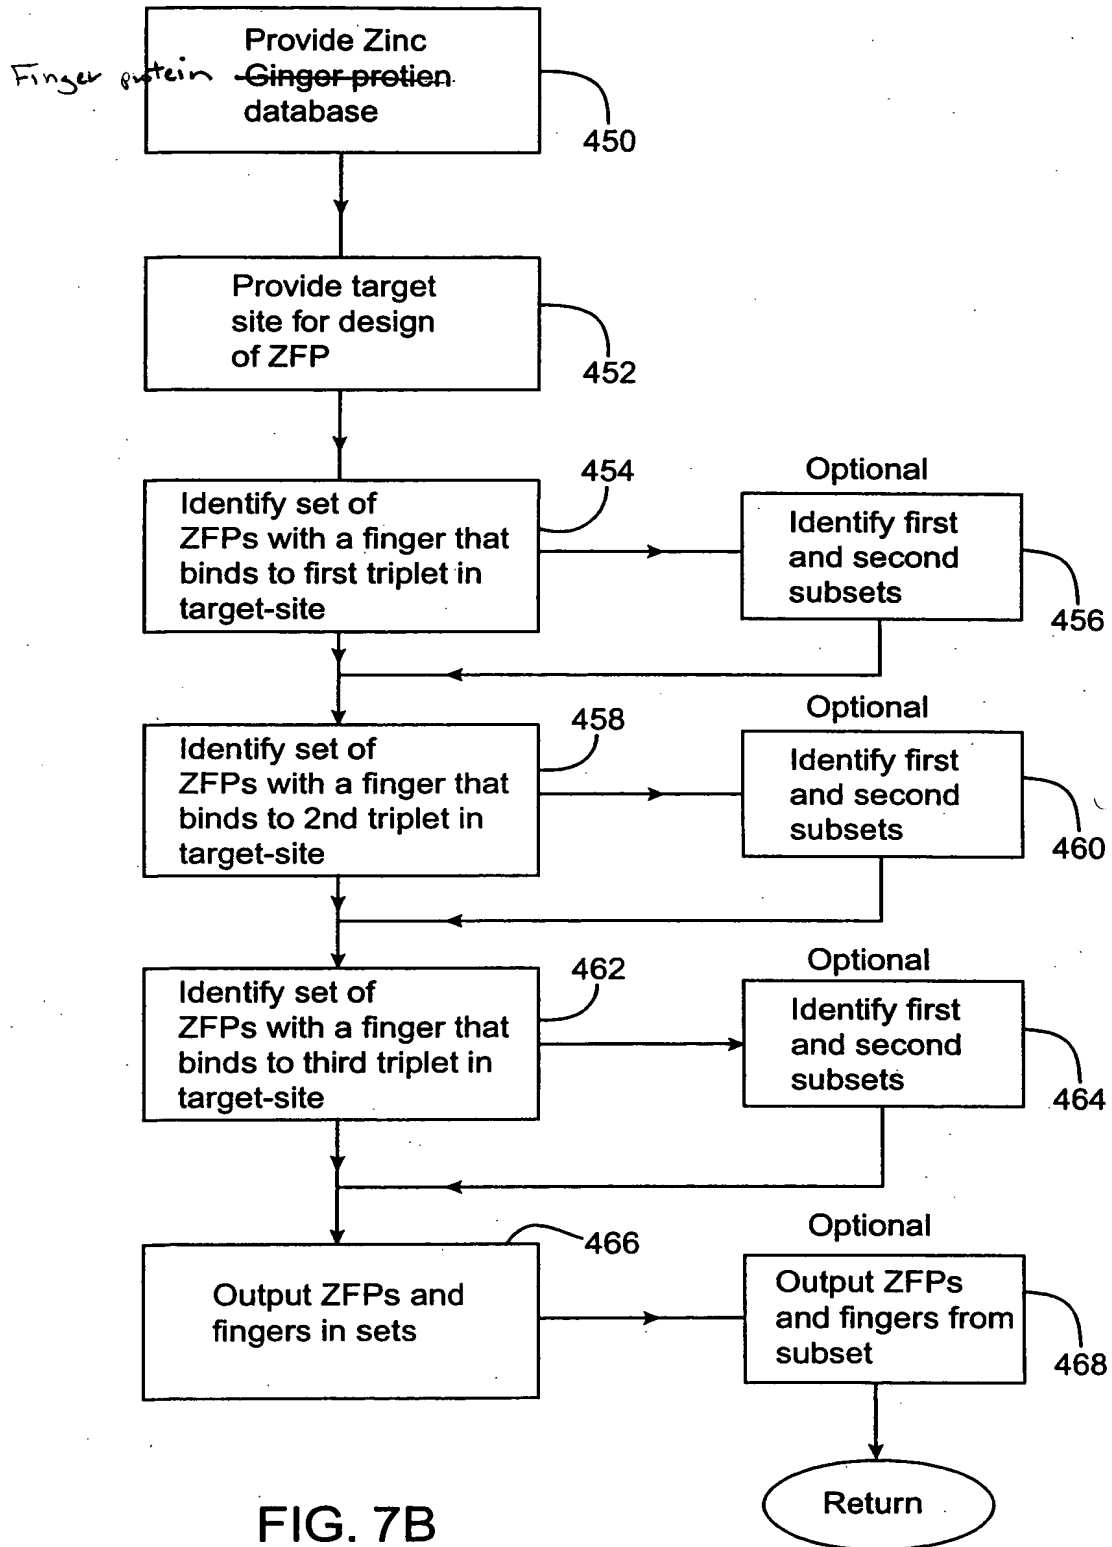 Provide Zinc
Finger protein Ginger protien
database
450
Provide target
site for design
of ZFP
452
454
Optional
Identify set of
ZFPs with a finger that
binds to first triplet in
target-site
Identify first
and second
subsets
456
458
Optional
Identify set of
ZFPs with a finger that
binds to 2nd triplet in
target-site
Identify first
and second
subsets
460
462
Optional
Identify set of
ZFPs with a finger that
binds to third triplet in
target-site
Identify first
and second
subsets
464
466
Optional
Output ZFPs and
fingers in sets
Output ZFPs
and fingers from
subset
468
Return
FIG. 7B